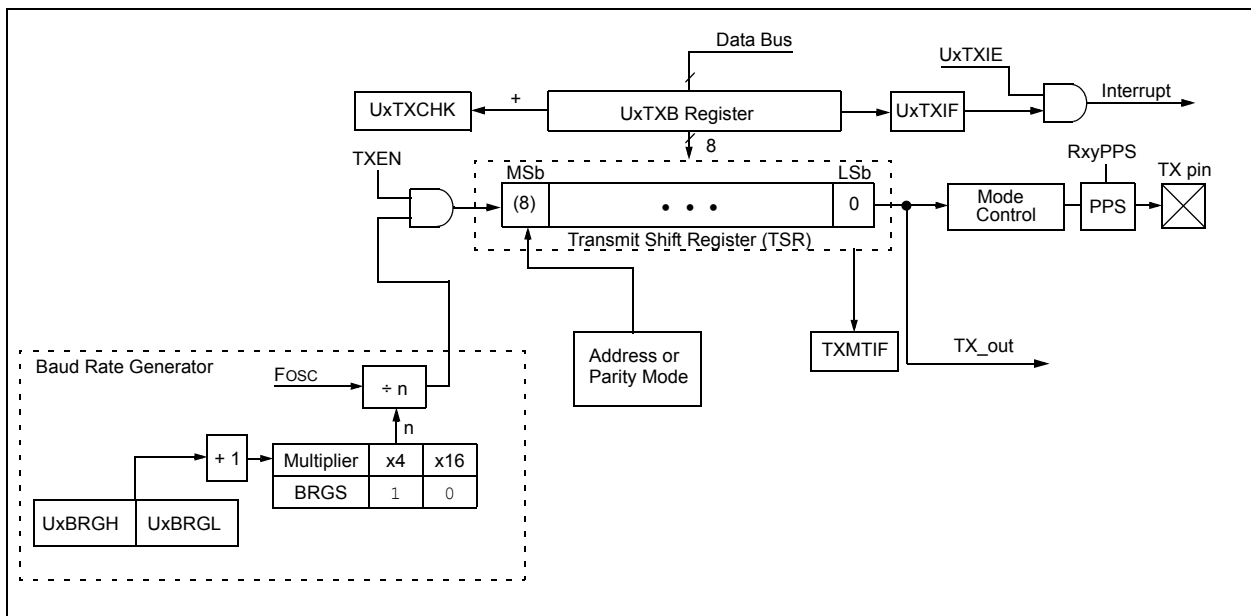 Data Bus
UxTXIE
Interrupt
UxTXCHK
+
UxTXB Register
UxTXIF
8
TXEN
RxyPPS
MSb
LSb
TX pin
(8)
• • •
0
Mode
Control
PPS
Transmit Shift Register (TSR)
Address or
Parity Mode
TXMTIF
TX_out
Baud Rate Generator
FOSC
÷ n
n
+ 1
Multiplier x4 x16
BRGS 1 0
UxBRGH UxBRGL